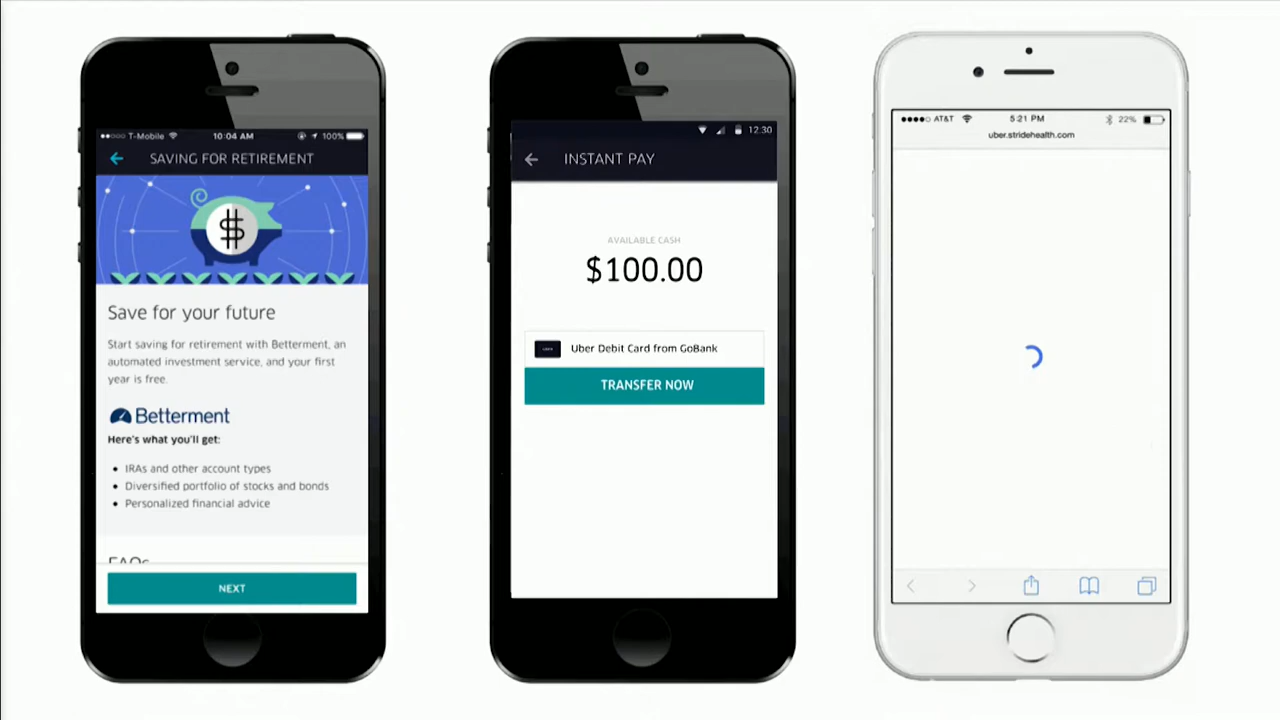 T-Mobile 10:04 AM 100%
SAVING FOR RETIREMENT
$
Save for your future
Start saving for retirement with Betterment, an
automated investment service, and your first
year is free.
Betterment
Here's what you'll get:
• IRAs and other account types
• Diversified portfolio of stocks and bonds
• Personalized financial advice
FAQs
NEXT
12:30
INSTANT PAY
AVAILABLE CASH
$100.00
Uber Debit Card from GoBank
TRANSFER NOW
AT&T 5:21 PM 22%
uber.stridehealth.com